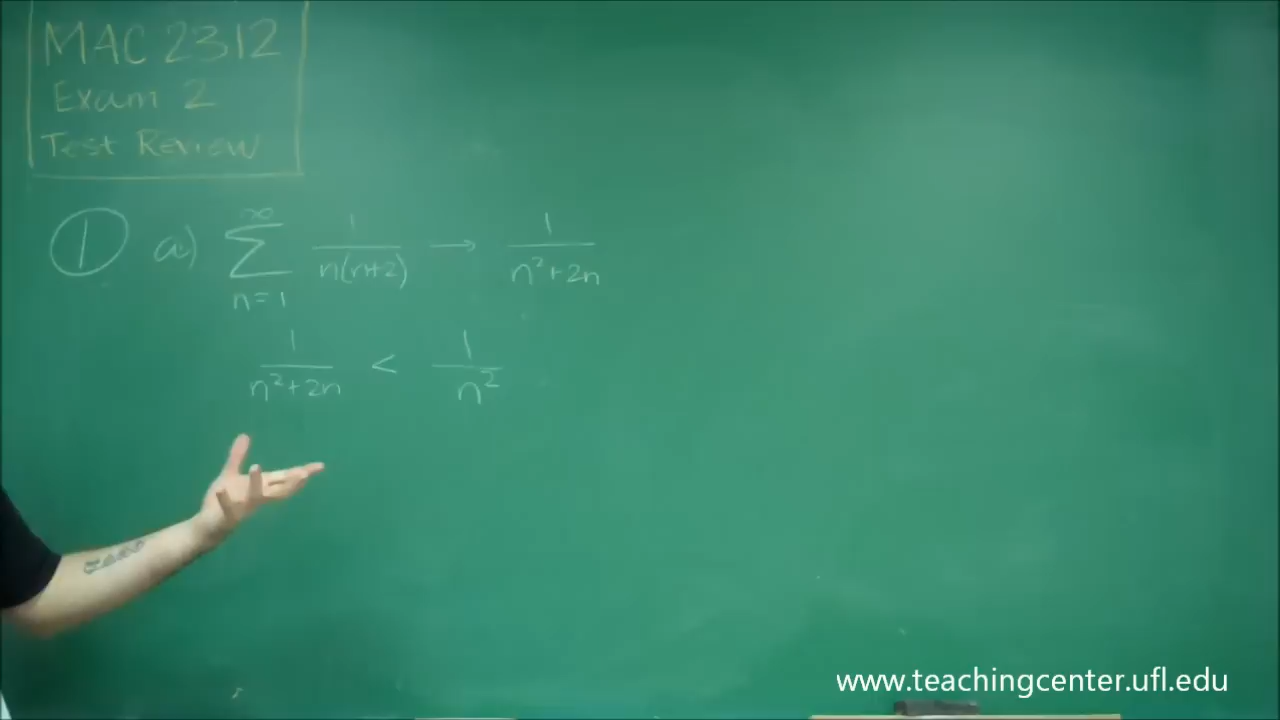 MAC 2312
Exam 2
Test Review
① a) ∑_{n=1}^{∞} 1/(n(n+2)) → 1/(n²+2n)
1/(n²+2n) < 1/n²
www.teachingcenter.ufl.edu